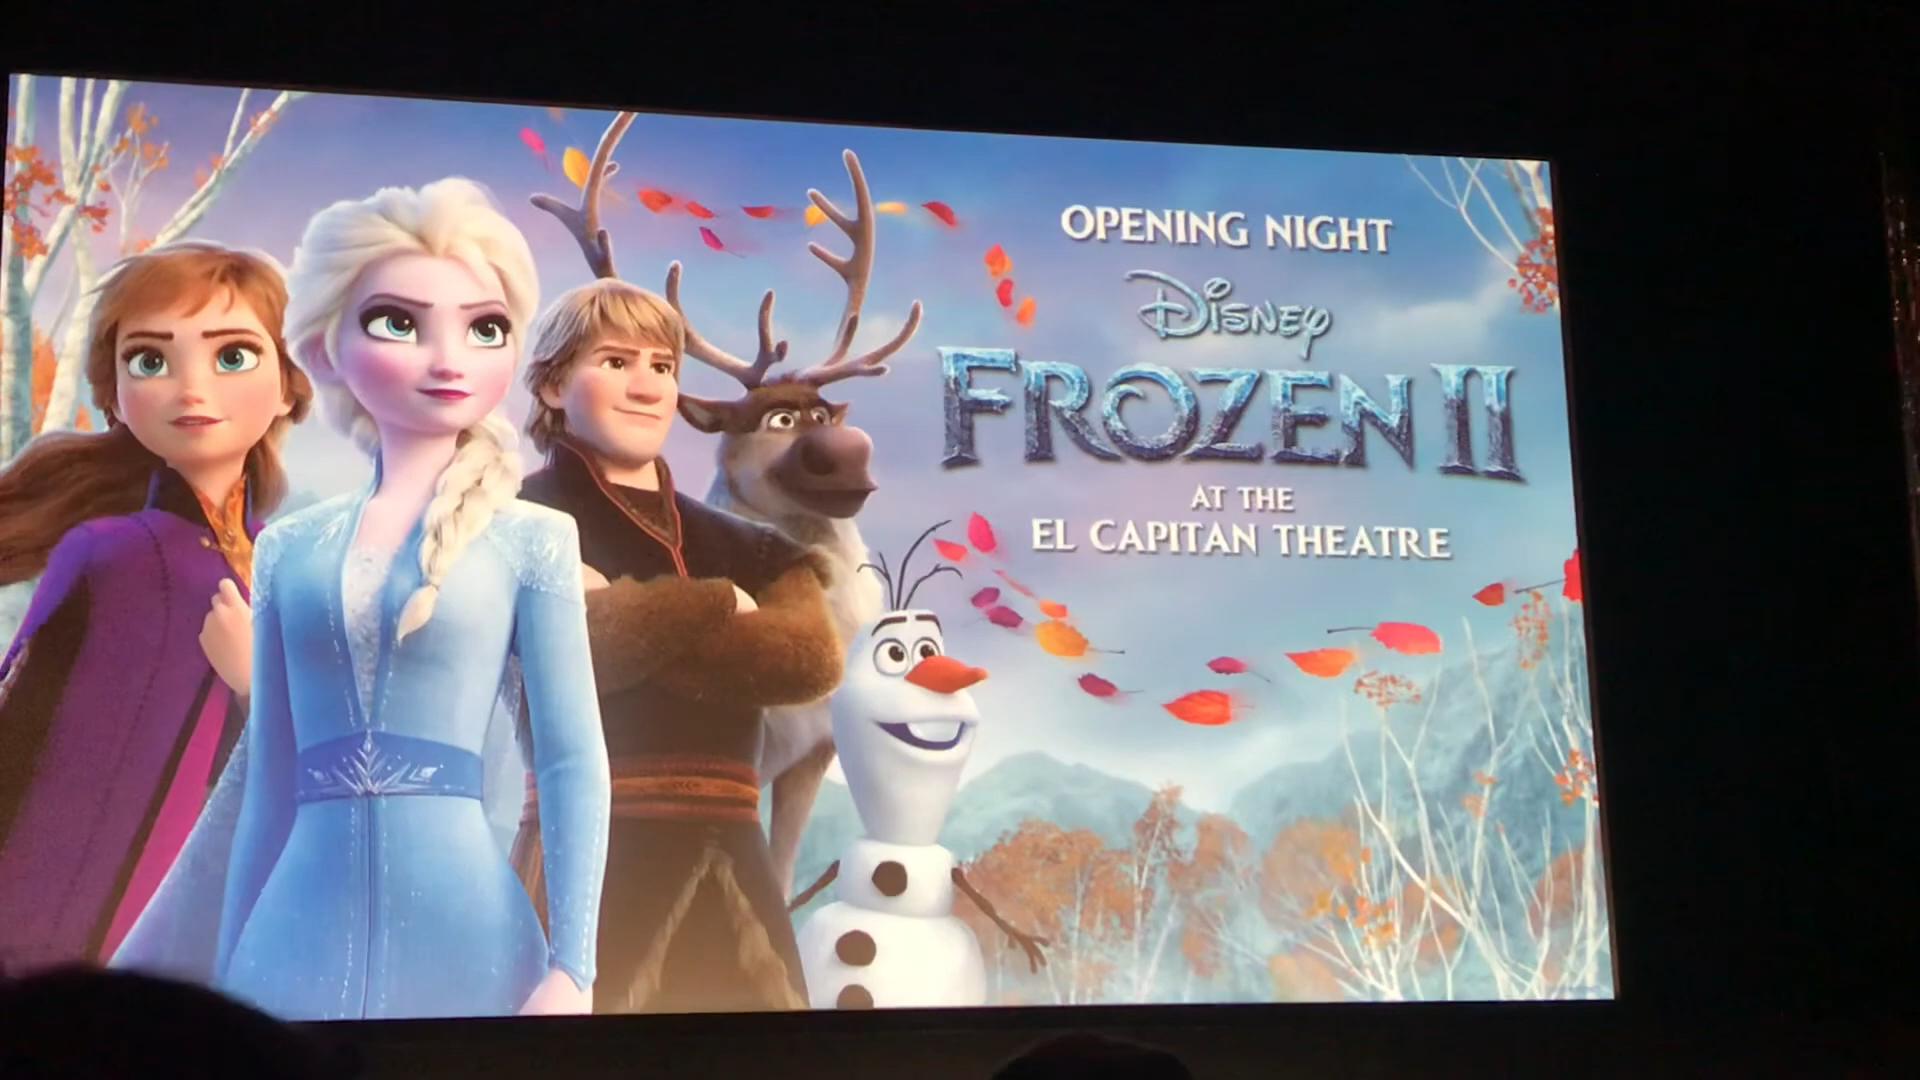 OPENING NIGHT
Disney
FROZEN II
AT THE
EL CAPITAN THEATRE